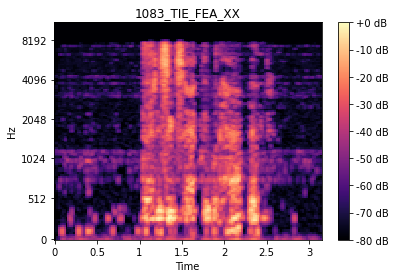 1083_TIE_FEA_XX
8192
4096
2048
1024
512
0
Hz
0 0.5 1 1.5 2 2.5 3
Time
+0 dB
-10 dB
-20 dB
-30 dB
-40 dB
-50 dB
-60 dB
-70 dB
-80 dB